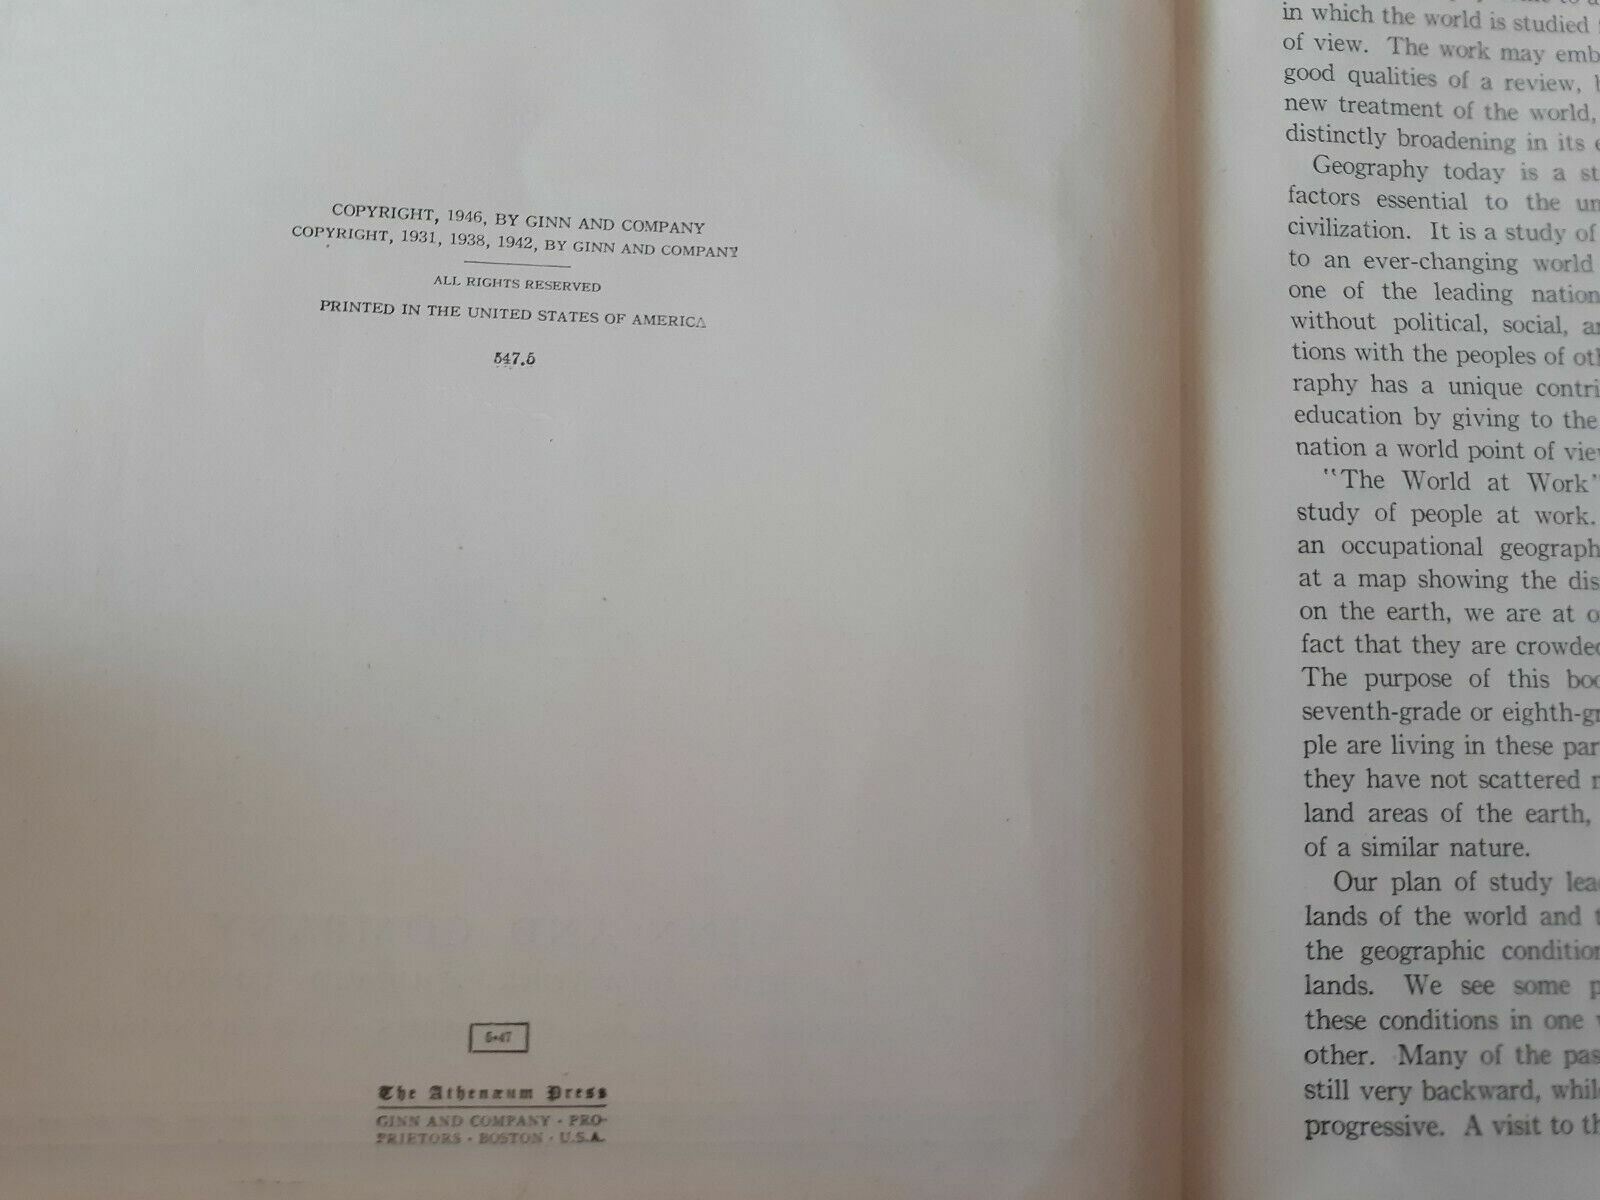 COPYRIGHT, 1946, BY GINN AND COMPANY
COPYRIGHT, 1931, 1938, 1942, BY GINN AND COMPANY
ALL RIGHTS RESERVED
PRINTED IN THE UNITED STATES OF AMERICA
547.5
5•47
The Athenæum Press
GINN AND COMPANY · PRO-
PRIETORS · BOSTON · U.S.A.
in which the world is studied
of view. The work may emb
good qualities of a review,
new treatment of the world,
distinctly broadening in its
Geography today is a st
factors essential to the un
civilization. It is a study of
to an ever-changing world
one of the leading nation
without political, social, a
tions with the peoples of oth
raphy has a unique contri
education by giving to the
nation a world point of vie
"The World at Work"
study of people at work.
an occupational geograph
at a map showing the dis
on the earth, we are at o
fact that they are crowde
The purpose of this boo
seventh-grade or eighth-gr
ple are living in these par
they have not scattered
land areas of the earth,
of a similar nature.
Our plan of study lea
lands of the world and t
the geographic condition
lands. We see some p
these conditions in one
other. Many of the pas
still very backward, whil
progressive. A visit to th